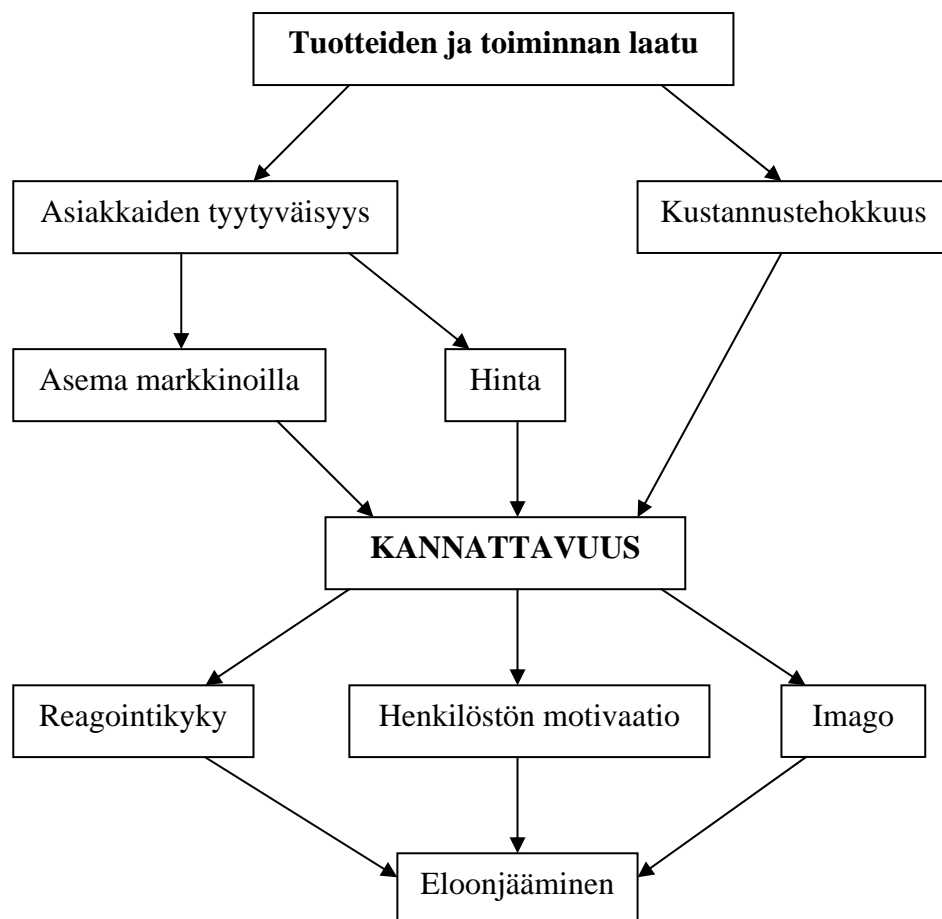 Tuotteiden ja toiminnan laatu
Asiakkaiden tyytyväisyys
Kustannustehokkuus
Asema markkinoilla
Hinta
KANNATTAVUUS
Reagointikyky
Henkilöstön motivaatio
Imago
Eloonjääminen